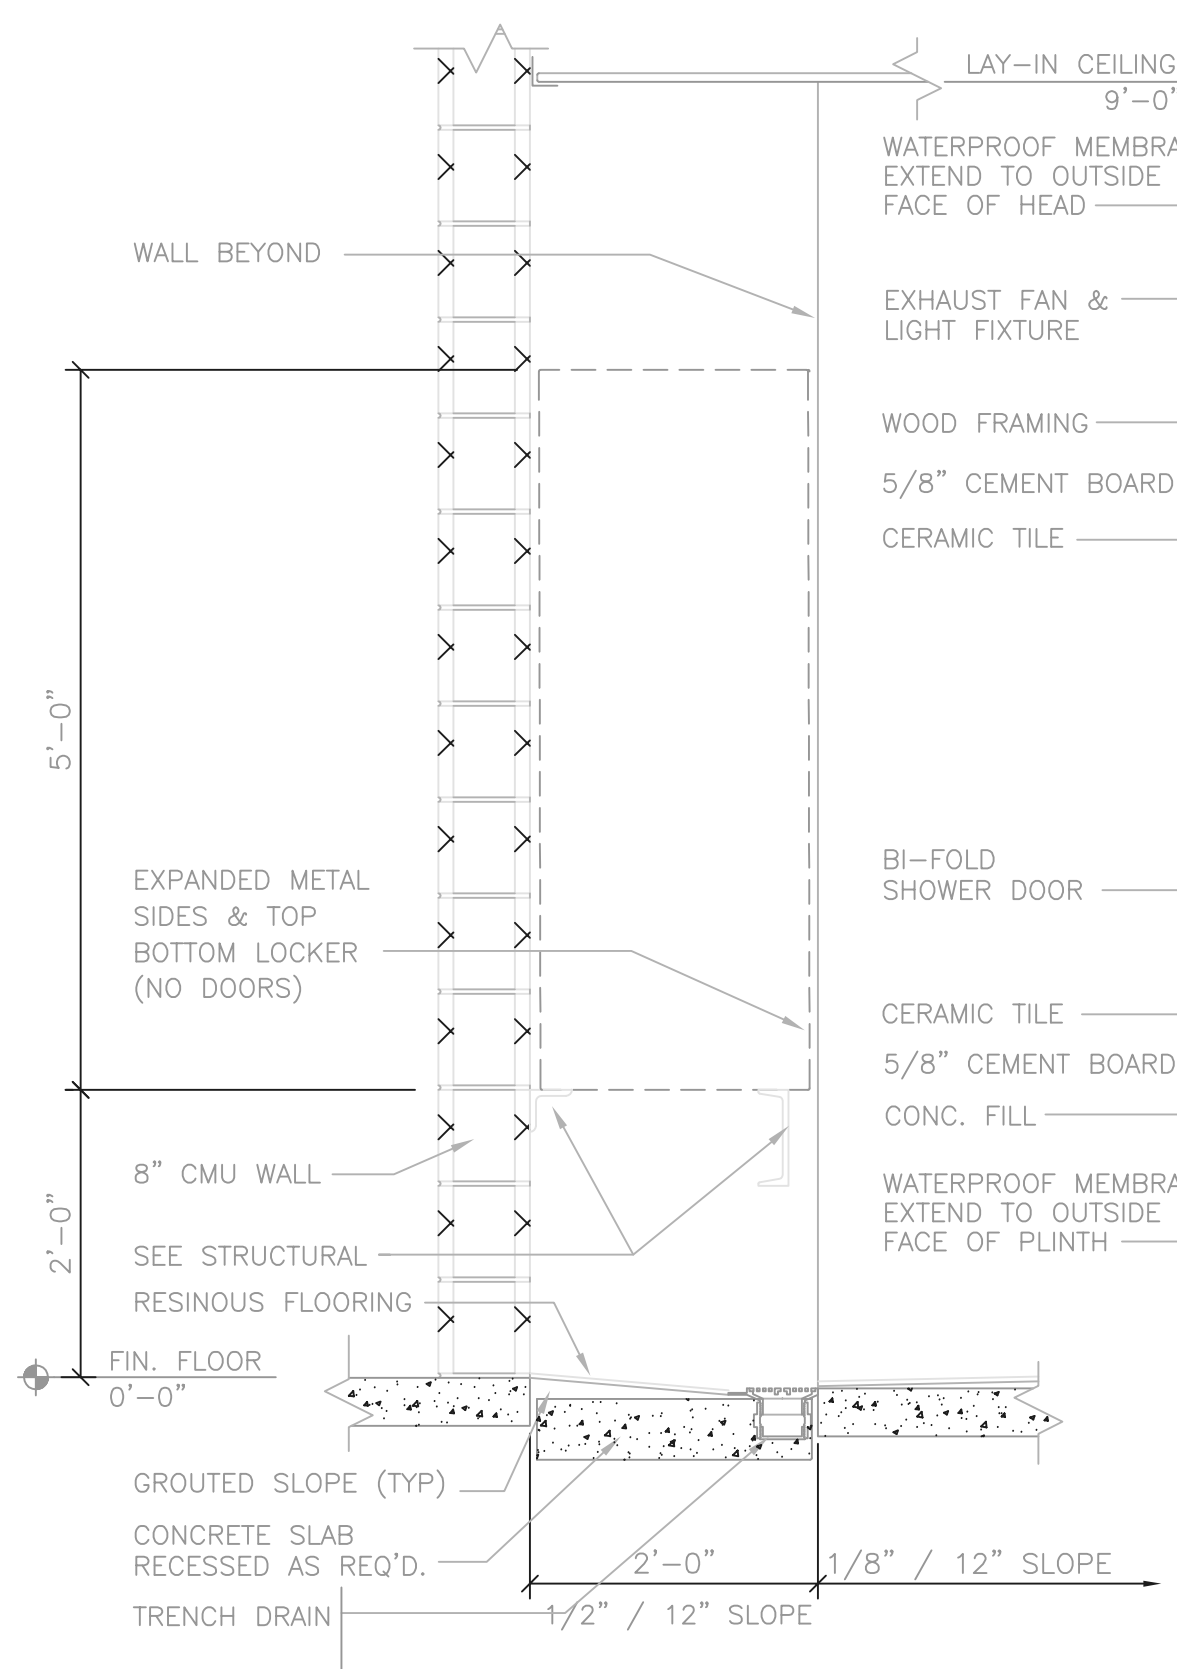 LAY-IN CEILING
9'-0"
WATERPROOF MEMBRA
EXTEND TO OUTSIDE
FACE OF HEAD
WALL BEYOND
EXHAUST FAN &
LIGHT FIXTURE
WOOD FRAMING
5/8" CEMENT BOARD
CERAMIC TILE
5'-0"
BI-FOLD
SHOWER DOOR
EXPANDED METAL
SIDES & TOP
BOTTOM LOCKER
(NO DOORS)
CERAMIC TILE
5/8" CEMENT BOARD
CONC. FILL
8" CMU WALL
WATERPROOF MEMBRA
EXTEND TO OUTSIDE
FACE OF PLINTH
2'-0"
SEE STRUCTURAL
RESINOUS FLOORING
FIN. FLOOR
0'-0"
GROUTED SLOPE (TYP)
CONCRETE SLAB
RECESSED AS REQ'D.
2'-0"
1/8" / 12" SLOPE
TRENCH DRAIN
1/2" / 12" SLOPE